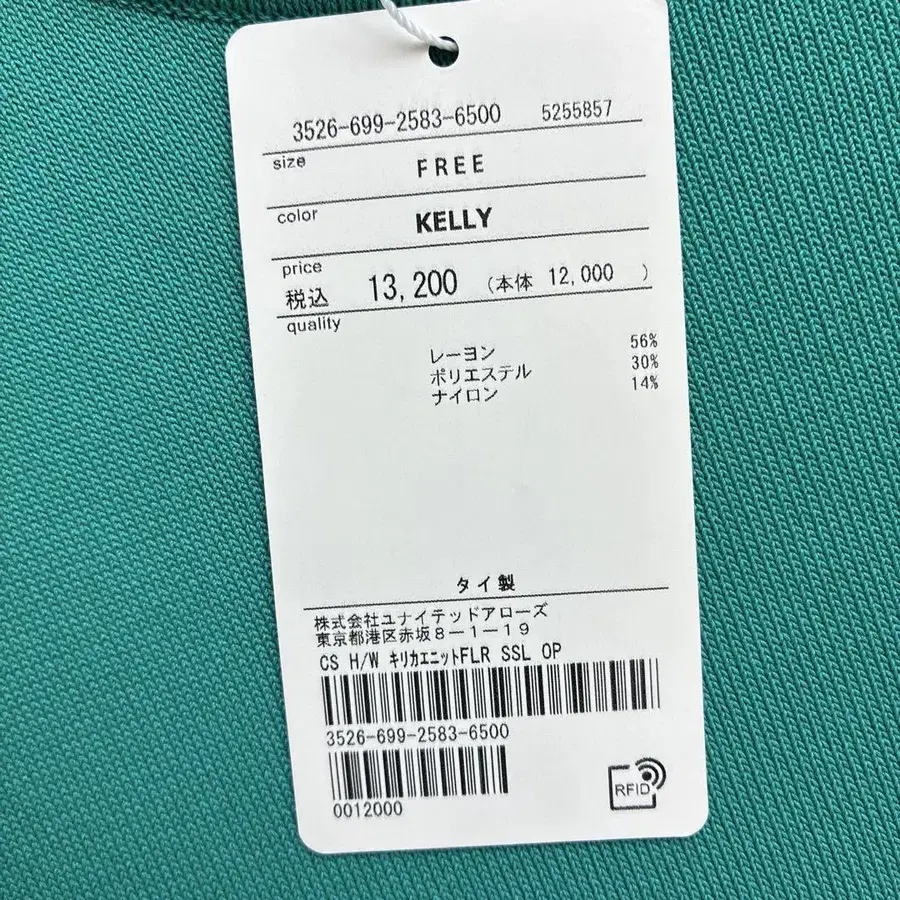 3526-699-2583-6500 5255857
size FREE
color KELLY
price
税込 13,200 (本体 12,000 )
quality
レーヨン 56%
ポリエステル 30%
ナイロン 14%
タイ製
株式会社ユナイテッドアローズ
東京都港区赤坂8-1-19
CS H/W ｷﾘｶｴﾆｯﾄFLR SSL OP
3526-699-2583-6500
0012000
RFID